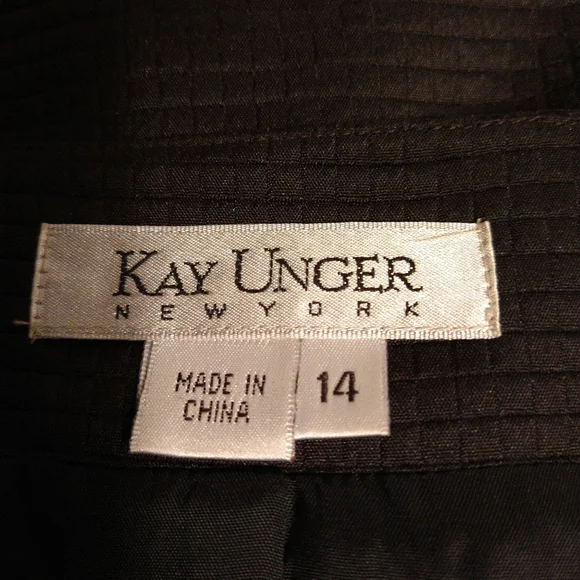 KAY UNGER
NEW YORK
MADE IN
CHINA
14